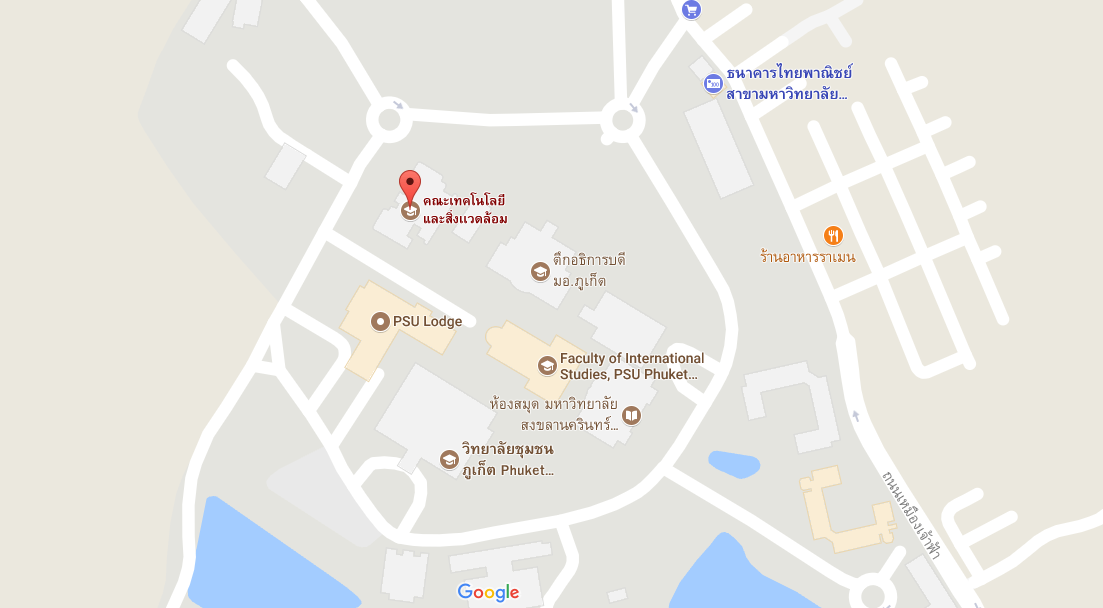 ธนาคารไทยพาณิชย์
สาขามหาวิทยาลัย...
คณะเทคโนโลยี
และสิ่งแวดล้อม
ร้านอาหารราเมน
ตึกอธิการบดี
มอ.ภูเก็ต
PSU Lodge
Faculty of International
Studies, PSU Phuket...
ห้องสมุด มหาวิทยาลัย
สงขลานครินทร์...
วิทยาลัยชุมชน
ภูเก็ต Phuket...
ถนนเหมืองเจ้าฟ้า
Google